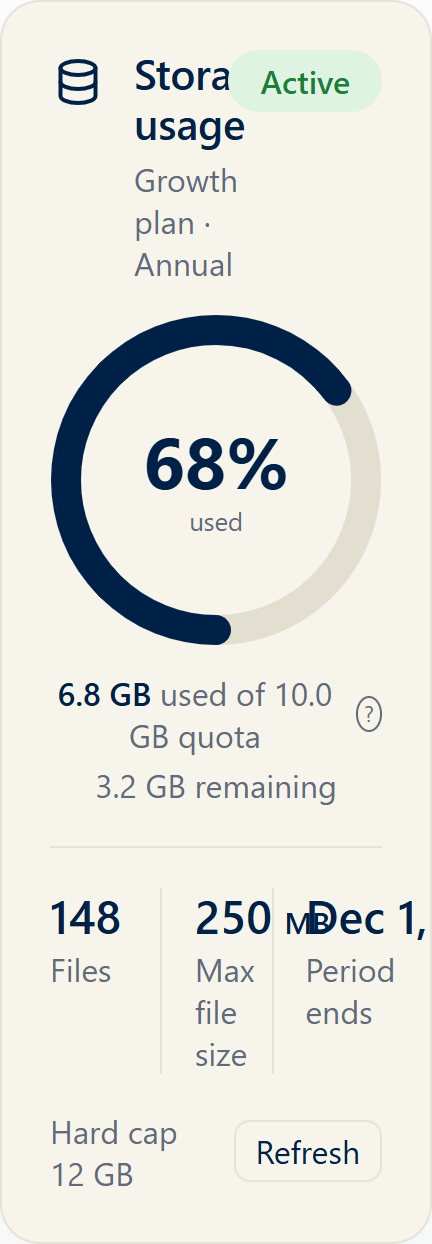 Stora
Active
usage
Growth
plan ·
Annual
68%
used
6.8 GB used of 10.0
GB quota
?
3.2 GB remaining
148
250 MB
Dec 1,
Files
Max
file
size
Period
ends
Hard cap
12 GB
Refresh